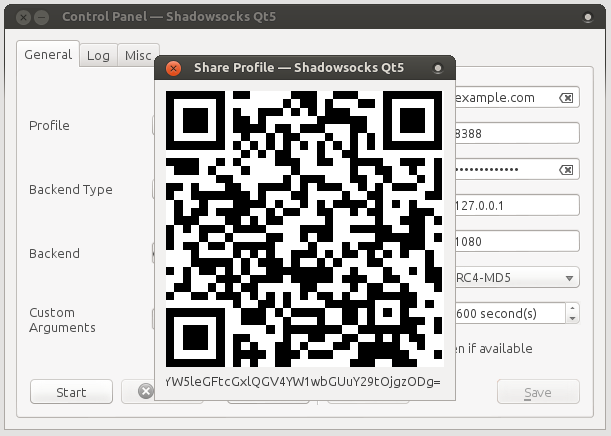 Control Panel — Shadowsocks Qt5
General
Log
Misc
Share Profile — Shadowsocks Qt5
example.com
Profile
8388
Backend Type
127.0.0.1
Backend
1080
RC4-MD5
Custom
Arguments
600 second(s)
if available
YW5leGFtcGxlQGV4YW1wbGUuY29tOjgzODg=
Start
Save